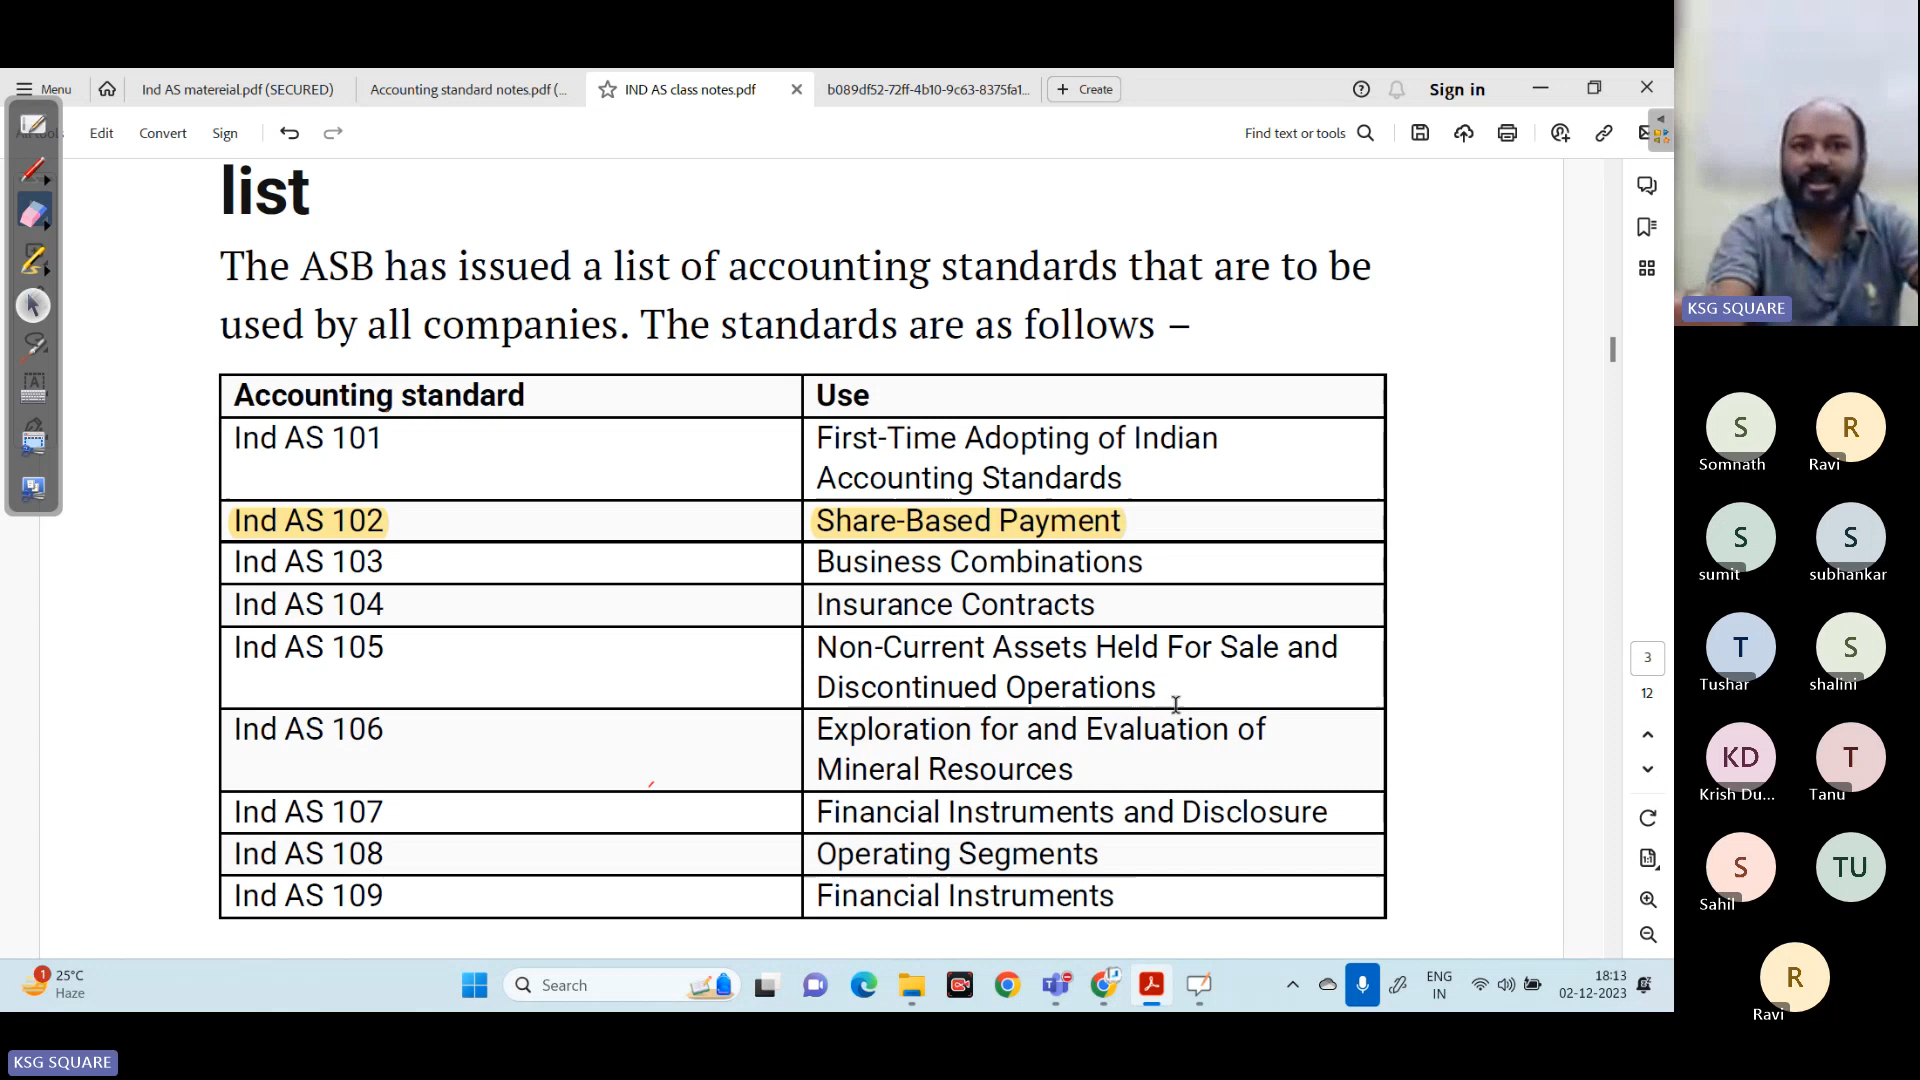 Menu
Ind AS matereial.pdf (SECURED)
Accounting standard notes.pdf (...
IND AS class notes.pdf
b089df52-72ff-4b10-9c63-8375fa1...
Create
Sign in
Edit
Convert
Sign
Find text or tools
list
The ASB has issued a list of accounting standards that are to be
used by all companies. The standards are as follows –
Accounting standard Use
Ind AS 101 First-Time Adopting of Indian
Accounting Standards
Ind AS 102 Share-Based Payment
Ind AS 103 Business Combinations
Ind AS 104 Insurance Contracts
Ind AS 105 Non-Current Assets Held For Sale and
Discontinued Operations
Ind AS 106 Exploration for and Evaluation of
Mineral Resources
Ind AS 107 Financial Instruments and Disclosure
Ind AS 108 Operating Segments
Ind AS 109 Financial Instruments
3
12
1
25°C
Haze
Search
ENG
IN
18:13
02-12-2023
KSG SQUARE
S R
Somnath Ravi
S S
sumit subhankar
T S
Tushar shalini
KD T
Krish Du... Tanu
S TU
Sahil
R
Ravi
KSG SQUARE